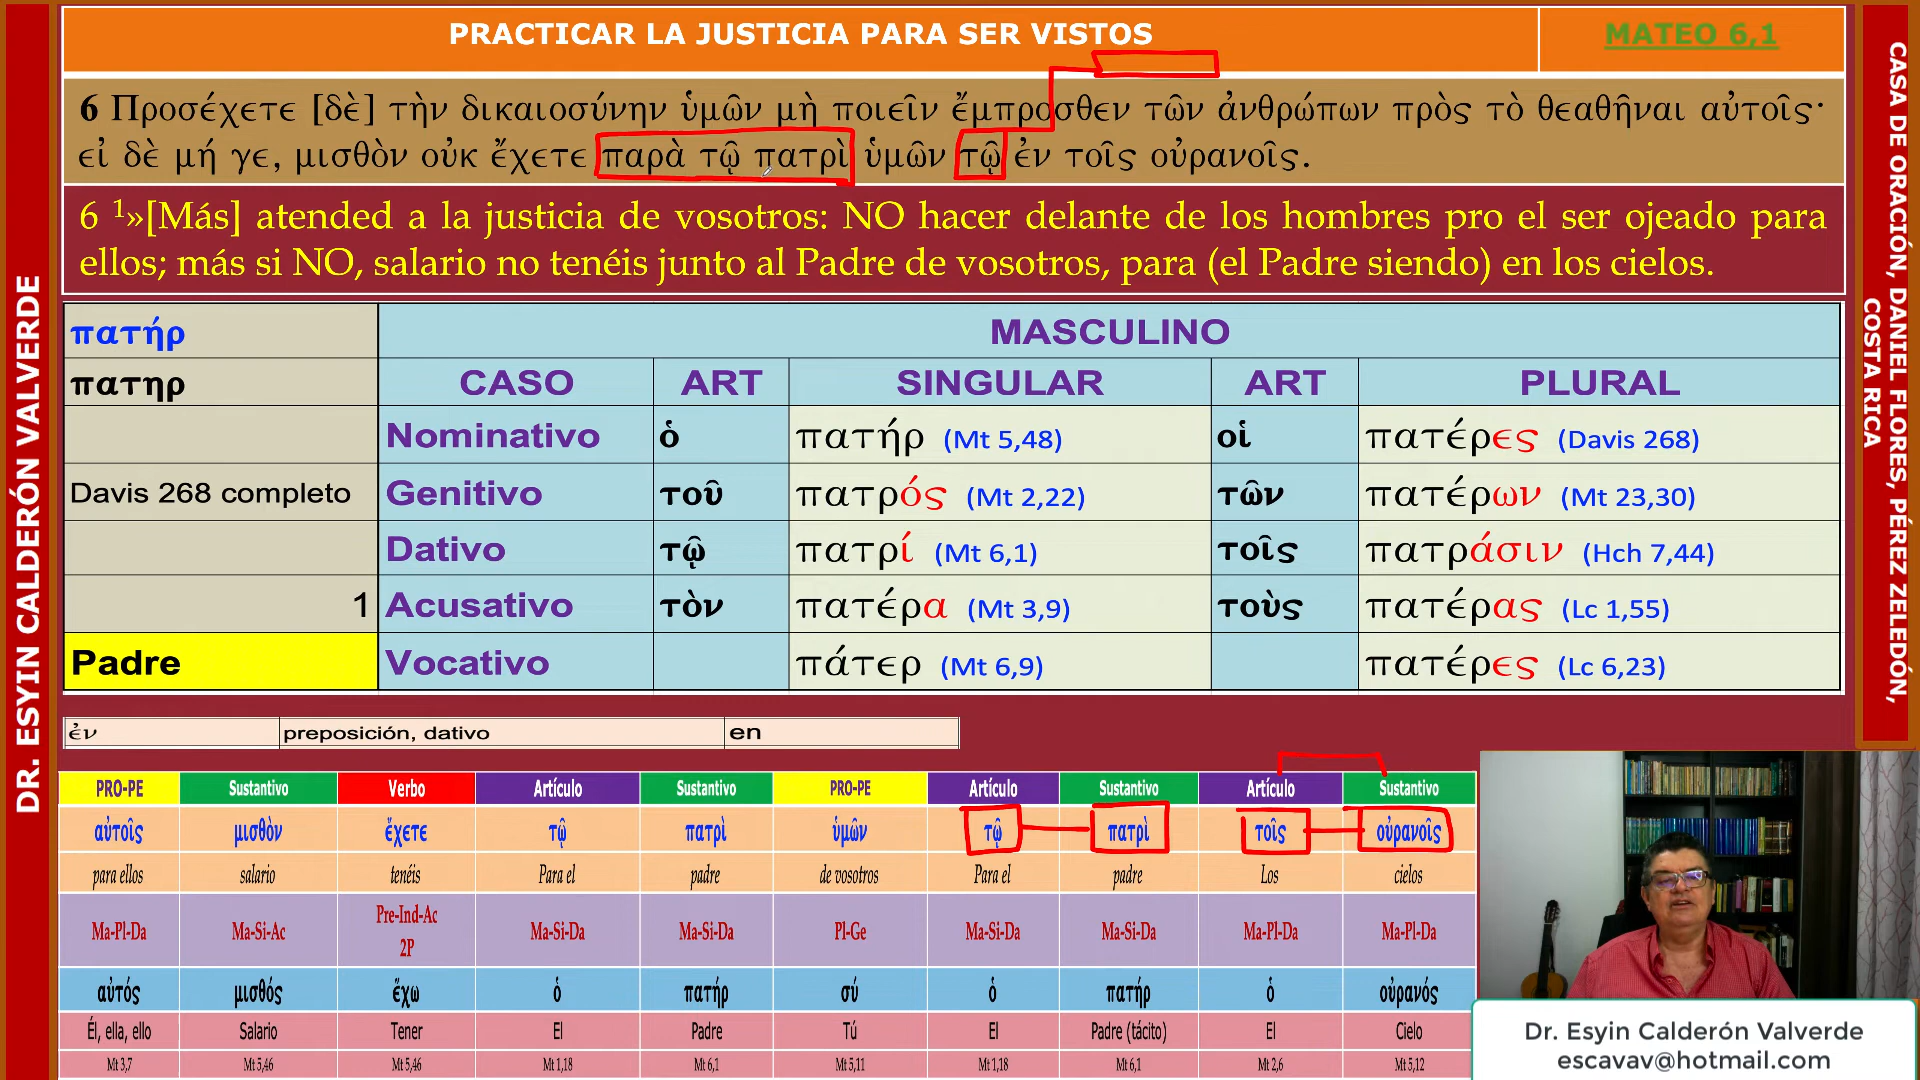 PRACTICAR LA JUSTICIA PARA SER VISTOS
MATEO 6,1
6 Προσέχετε [δὲ] τὴν δικαιοσύνην ὑμῶν μὴ ποιεῖν ἔμπροσθεν τῶν ἀνθρώπων πρὸς τὸ θεαθῆναι αὐτοῖς·
εἰ δὲ μή γε, μισθὸν οὐκ ἔχετε παρὰ τῷ πατρὶ ὑμῶν τῷ ἐν τοῖς οὐρανοῖς.
6 ¹»[Más] atended a la justicia de vosotros: NO hacer delante de los hombres pro el ser ojeado para
ellos; más si NO, salario no tenéis junto al Padre de vosotros, para (el Padre siendo) en los cielos.
πατήρ MASCULINO
πατηρ CASO ART SINGULAR ART PLURAL
Nominativo ὁ πατήρ (Mt 5,48) οἱ πατέρες (Davis 268)
Davis 268 completo Genitivo τοῦ πατρός (Mt 2,22) τῶν πατέρων (Mt 23,30)
Dativo τῷ πατρί (Mt 6,1) τοῖς πατράσιν (Hch 7,44)
1 Acusativo τὸν πατέρα (Mt 3,9) τοὺς πατέρας (Lc 1,55)
Padre Vocativo πάτερ (Mt 6,9) πατέρες (Lc 6,23)
ἐν preposición, dativo en
PRO-PE Sustantivo Verbo Artículo Sustantivo PRO-PE Artículo Sustantivo Artículo Sustantivo
αὐτοῖς μισθὸν ἔχετε τῷ πατρὶ ὑμῶν τῷ πατρὶ τοῖς οὐρανοῖς
para ellos salario tenéis Para el padre de vosotros Para el padre Los cielos
Ma-Pl-Da Ma-Si-Ac Pre-Ind-Ac 2P Ma-Si-Da Ma-Si-Da Pl-Ge Ma-Si-Da Ma-Si-Da Ma-Pl-Da Ma-Pl-Da
αὐτός μισθός ἔχω ὁ πατήρ σύ ὁ πατήρ ὁ οὐρανός
Él, ella, ello Salario Tener El Padre Tú El Padre (tácito) El Cielo
Mt 3,7 Mt 5,46 Mt 5,46 Mt 1,18 Mt 6,1 Mt 5,11 Mt 1,18 Mt 6,1 Mt 2,6 Mt 5,12
DR. ESYIN CALDERÓN VALVERDE
CASA DE ORACIÓN, DANIEL FLORES, PÉREZ ZELEDÓN,
COSTA RICA
Dr. Esyin Calderón Valverde
escavav@hotmail.com